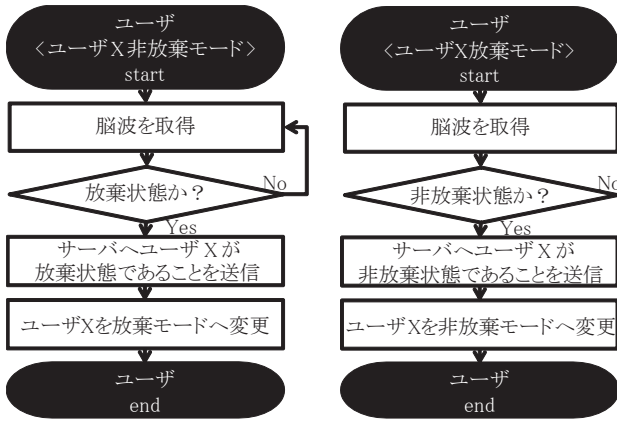 ユーザ
<ユーザX非放棄モード>
start
脳波を取得
放棄状態か？
No
Yes
サーバへユーザXが
放棄状態であることを送信
ユーザXを放棄モードへ変更
ユーザ
end
ユーザ
<ユーザX放棄モード>
start
脳波を取得
非放棄状態か？
No
Yes
サーバへユーザXが
非放棄状態であることを送信
ユーザXを非放棄モードへ変更
ユーザ
end